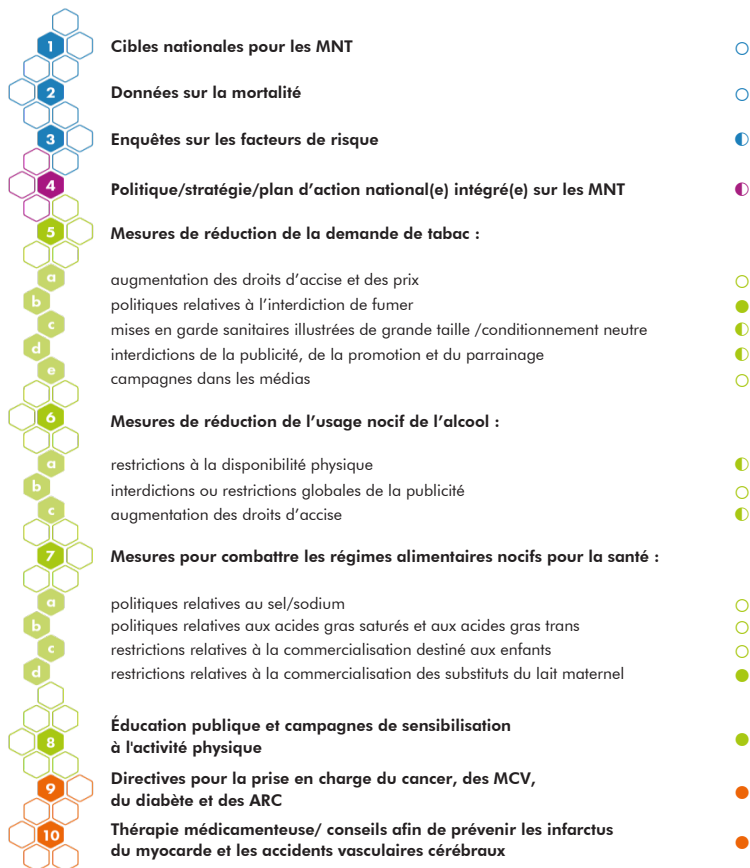 1 Cibles nationales pour les MNT
2 Données sur la mortalité
3 Enquêtes sur les facteurs de risque
4 Politique/stratégie/plan d’action national(e) intégré(e) sur les MNT
5 Mesures de réduction de la demande de tabac :
a augmentation des droits d’accise et des prix
b politiques relatives à l’interdiction de fumer
c mises en garde sanitaires illustrées de grande taille /conditionnement neutre
d interdictions de la publicité, de la promotion et du parrainage
e campagnes dans les médias
6 Mesures de réduction de l’usage nocif de l’alcool :
a restrictions à la disponibilité physique
b interdictions ou restrictions globales de la publicité
c augmentation des droits d’accise
7 Mesures pour combattre les régimes alimentaires nocifs pour la santé :
a politiques relatives au sel/sodium
b politiques relatives aux acides gras saturés et aux acides gras trans
c restrictions relatives à la commercialisation destiné aux enfants
d restrictions relatives à la commercialisation des substituts du lait maternel
8 Éducation publique et campagnes de sensibilisation
à l'activité physique
9 Directives pour la prise en charge du cancer, des MCV,
du diabète et des ARC
10 Thérapie médicamenteuse/ conseils afin de prévenir les infarctus
du myocarde et les accidents vasculaires cérébraux